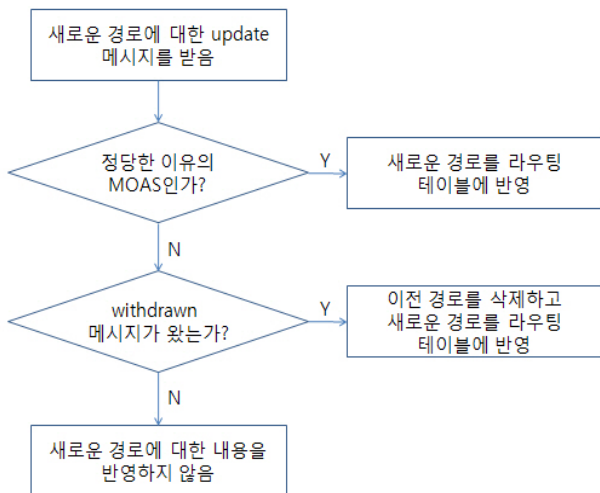 새로운 경로에 대한 update
메시지를 받음
정당한 이유의
MOAS인가?
Y
새로운 경로를 라우팅
테이블에 반영
N
withdrawn
메시지가 왔는가?
Y
이전 경로를 삭제하고
새로운 경로를 라우팅
테이블에 반영
N
새로운 경로에 대한 내용을
반영하지 않음